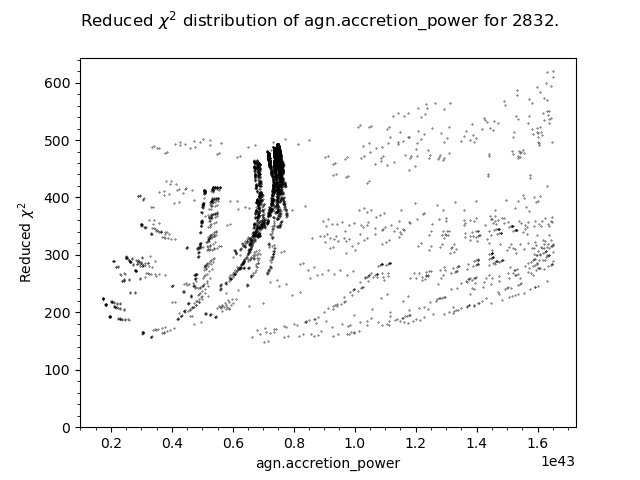 Reduced χ² distribution of agn.accretion_power for 2832.
600
500
400
300
200
100
0
Reduced χ²
0.2 0.4 0.6 0.8 1.0 1.2 1.4 1.6
1e43
agn.accretion_power